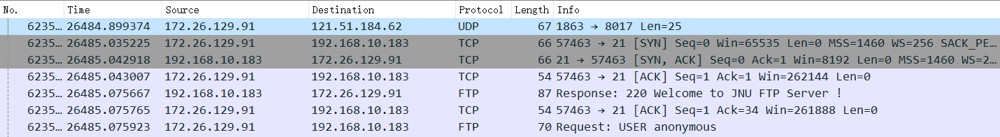 No. Time Source Destination Protocol Length Info
6235… 26484.899374 172.26.129.91 121.51.184.62 UDP 67 1863 → 8017 Len=25
6235… 26485.035225 172.26.129.91 192.168.10.183 TCP 66 57463 → 21 [SYN] Seq=0 Win=65535 Len=0 MSS=1460 WS=256 SACK_PE…
6235… 26485.042918 192.168.10.183 172.26.129.91 TCP 66 21 → 57463 [SYN, ACK] Seq=0 Ack=1 Win=8192 Len=0 MSS=1460 WS=2…
6235… 26485.043007 172.26.129.91 192.168.10.183 TCP 54 57463 → 21 [ACK] Seq=1 Ack=1 Win=262144 Len=0
6235… 26485.075667 192.168.10.183 172.26.129.91 FTP 87 Response: 220 Welcome to JNU FTP Server !
6235… 26485.075765 172.26.129.91 192.168.10.183 TCP 54 57463 → 21 [ACK] Seq=1 Ack=34 Win=261888 Len=0
6235… 26485.075923 172.26.129.91 192.168.10.183 FTP 70 Request: USER anonymous